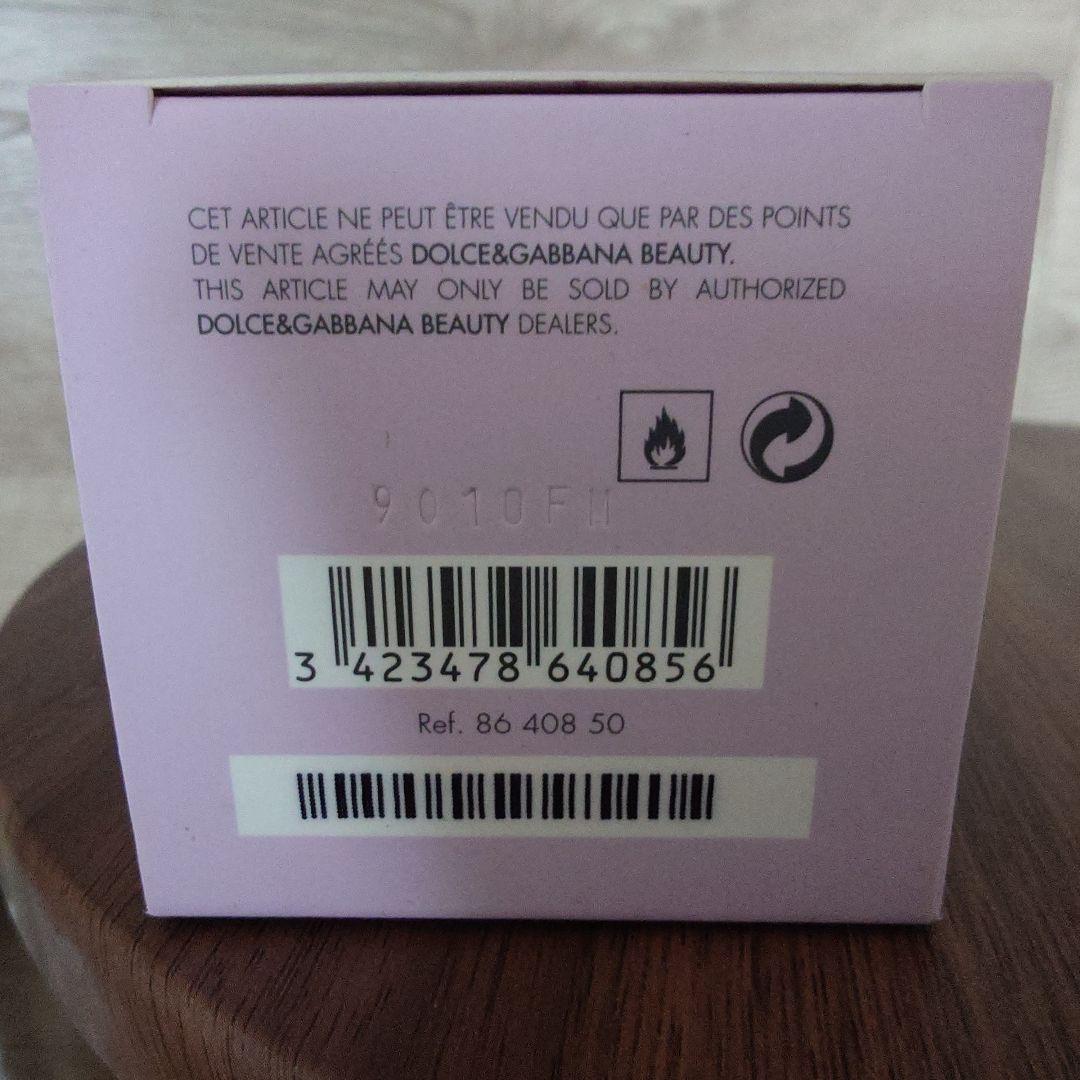 CET ARTICLE NE PEUT ÊTRE VENDU QUE PAR DES POINTS
DE VENTE AGRÉÉS DOLCE&GABBANA BEAUTY.
THIS ARTICLE MAY ONLY BE SOLD BY AUTHORIZED
DOLCE&GABBANA BEAUTY DEALERS.
9010F
3 423478 640856
Ref. 86 408 50